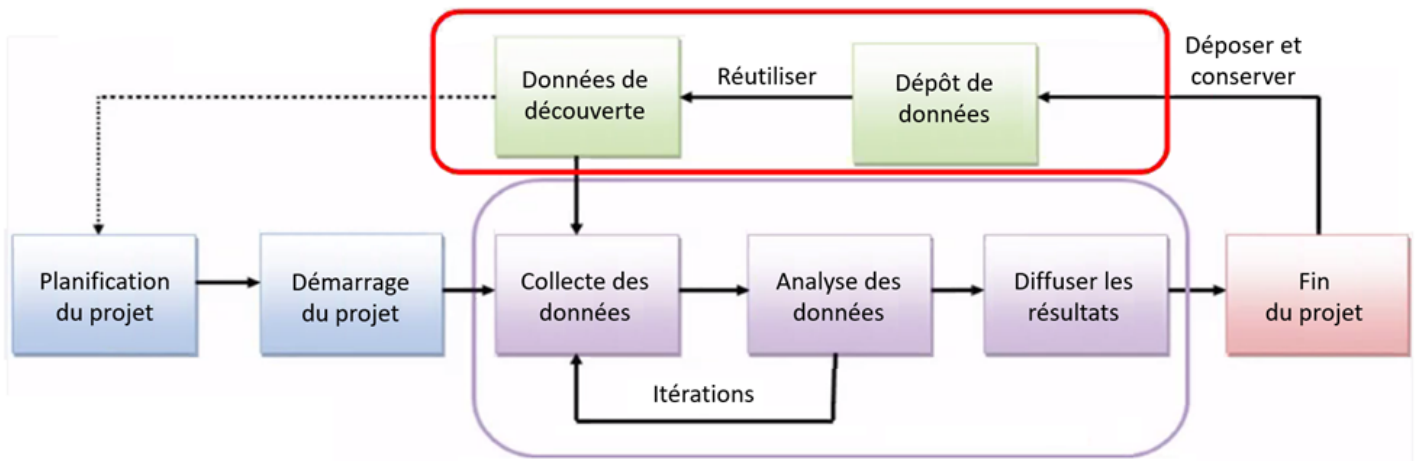 Données de
découverte
Réutiliser
Dépôt de
données
Déposer et
conserver
Planification
du projet
Démarrage
du projet
Collecte des
données
Analyse des
données
Diffuser les
résultats
Fin
du projet
Itérations